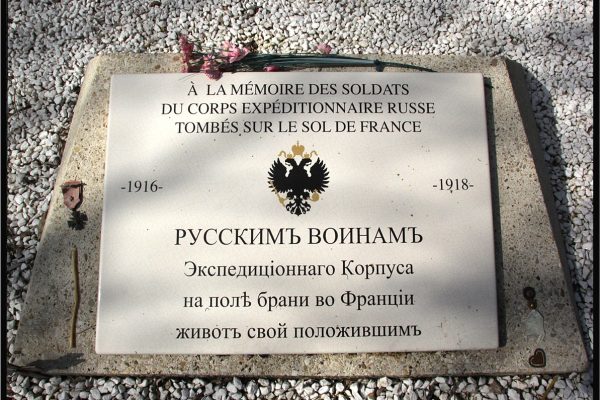 À LA MÉMOIRE DES SOLDATS
DU CORPS EXPÉDITIONNAIRE RUSSE
TOMBÉS SUR LE SOL DE FRANCE
-1916- -1918-
РУССКИМЪ ВОИНАМЪ
Экспедиціоннаго Корпуса
на полѣ брани во Франціи
животъ свой положившимъ